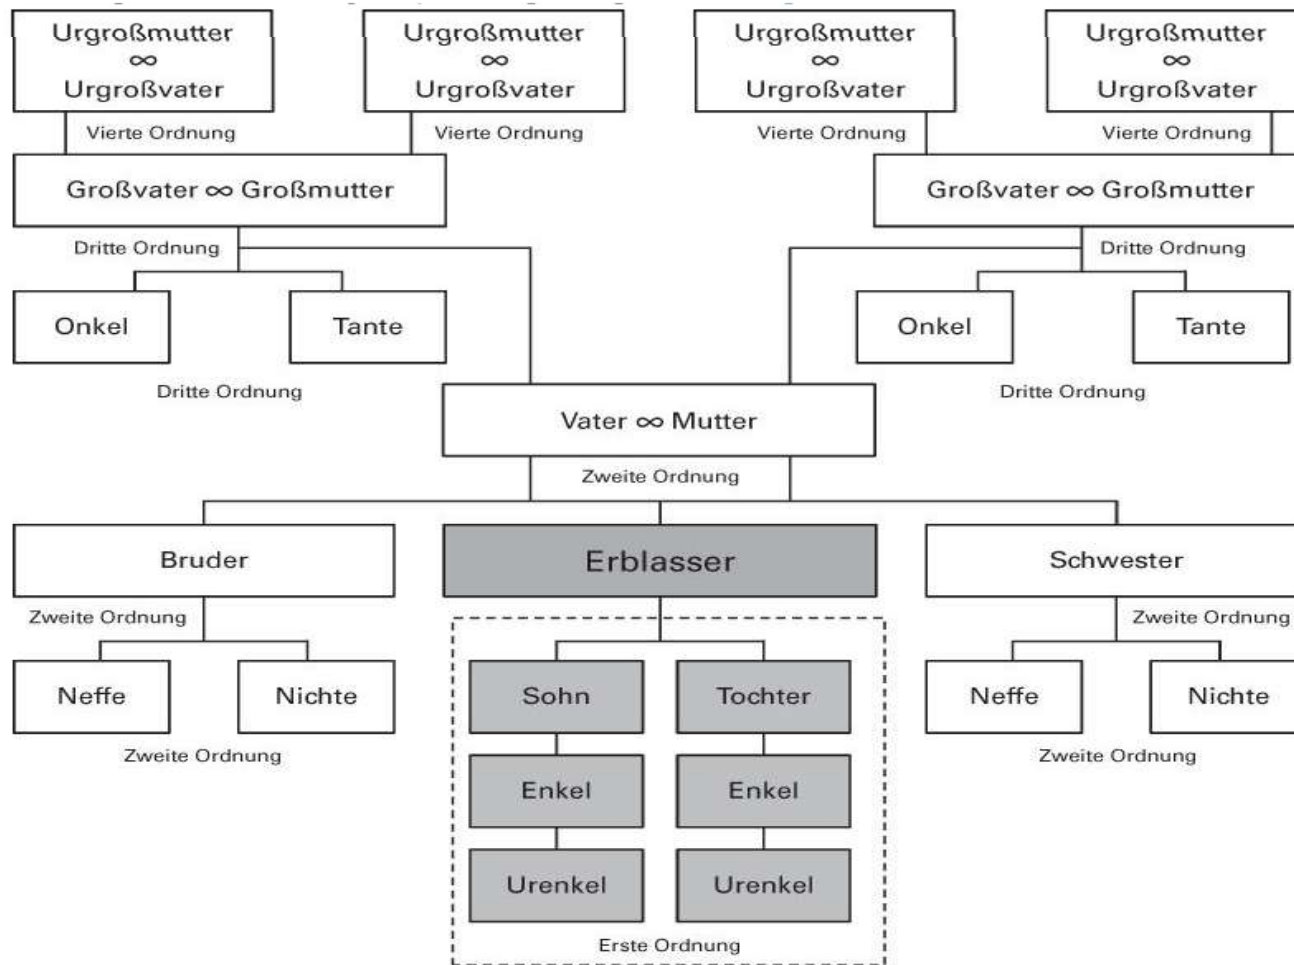 Urgroßmutter
∞
Urgroßvater
Urgroßmutter
∞
Urgroßvater
Urgroßmutter
∞
Urgroßvater
Urgroßmutter
∞
Urgroßvater
Vierte Ordnung
Vierte Ordnung
Vierte Ordnung
Vierte Ordnung
Großvater ∞ Großmutter
Großvater ∞ Großmutter
Dritte Ordnung
Dritte Ordnung
Onkel
Tante
Onkel
Tante
Dritte Ordnung
Dritte Ordnung
Vater ∞ Mutter
Zweite Ordnung
Bruder
Erblasser
Schwester
Zweite Ordnung
Zweite Ordnung
Neffe
Nichte
Sohn
Tochter
Neffe
Nichte
Zweite Ordnung
Zweite Ordnung
Enkel
Enkel
Urenkel
Urenkel
Erste Ordnung